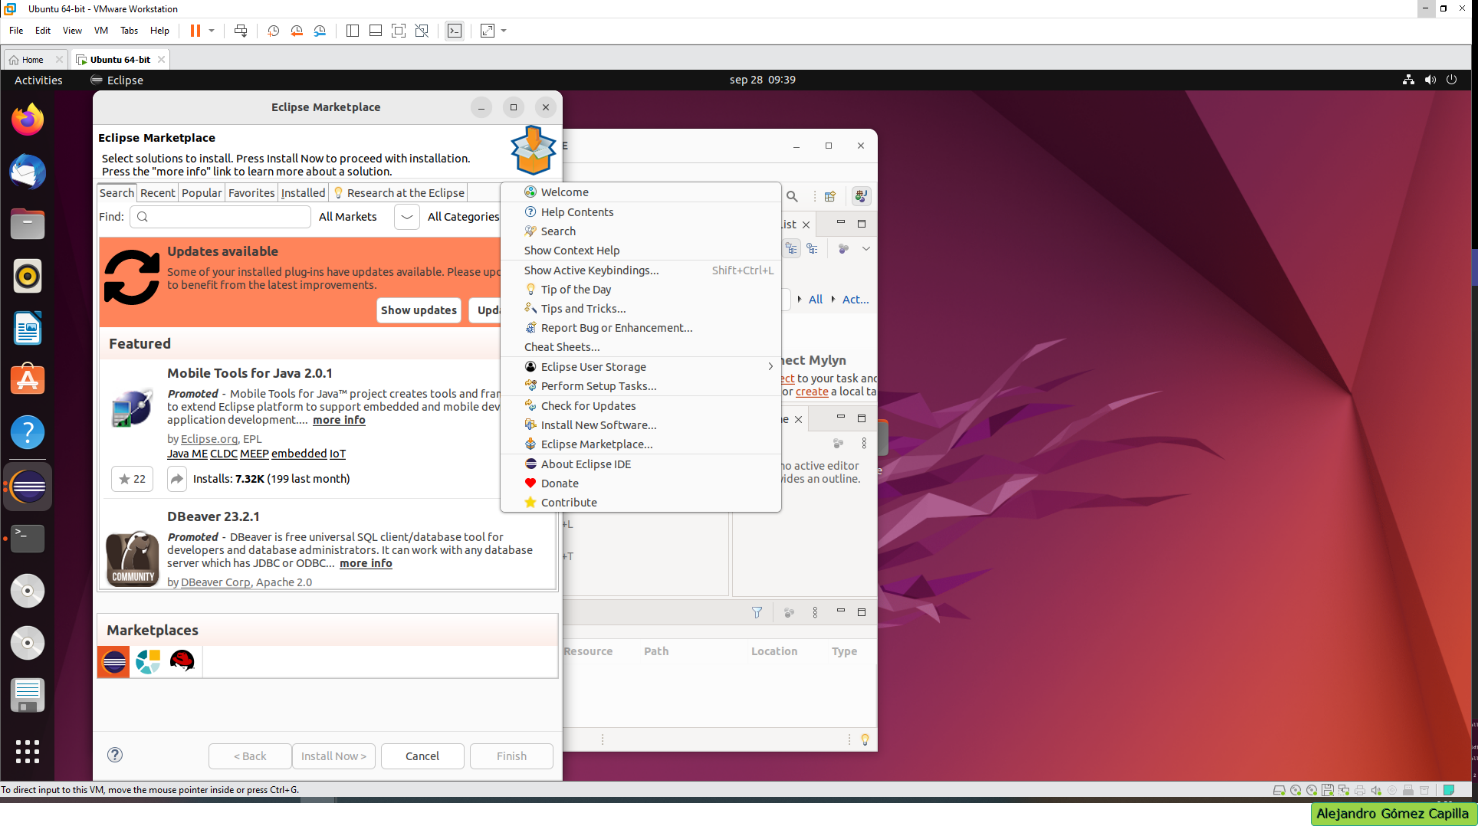 Ubuntu 64-bit - VMware Workstation
File Edit View VM Tabs Help
Home
Ubuntu 64-bit
Activities Eclipse sep 28 09:39
Eclipse Marketplace
Eclipse Marketplace
Select solutions to install. Press Install Now to proceed with installation.
Press the "more info" link to learn more about a solution.
Search Recent Popular Favorites Installed Research at the Eclipse
Find: All Markets All Categories
Updates available
Some of your installed plug-ins have updates available. Please upd
to benefit from the latest improvements.
Show updates Upda
Featured
Mobile Tools for Java 2.0.1
Promoted - Mobile Tools for Java™ project creates tools and fran
to extend Eclipse platform to support embedded and mobile dev
application development.... more info
by Eclipse.org, EPL
Java ME CLDC MEEP embedded IoT
22 Installs: 7.32K (199 last month)
DBeaver 23.2.1
Promoted - DBeaver is free universal SQL client/database tool for
developers and database administrators. It can work with any database
server which has JDBC or ODBC... more info
by DBeaver Corp, Apache 2.0
COMMUNITY
Marketplaces
< Back Install Now > Cancel Finish
Welcome
Help Contents
Search
Show Context Help
Show Active Keybindings... Shift+Ctrl+L
Tip of the Day
Tips and Tricks...
Report Bug or Enhancement...
Cheat Sheets...
Eclipse User Storage
Perform Setup Tasks...
Check for Updates
Install New Software...
Eclipse Marketplace...
About Eclipse IDE
Donate
Contribute
E
ist
All Act...
nect Mylyn
ect to your task and
or create a local ta
ne
no active editor
vides an outline.
+L
+T
Resource Path Location Type
e
To direct input to this VM, move the mouse pointer inside or press Ctrl+G.
Alejandro Gómez Capilla